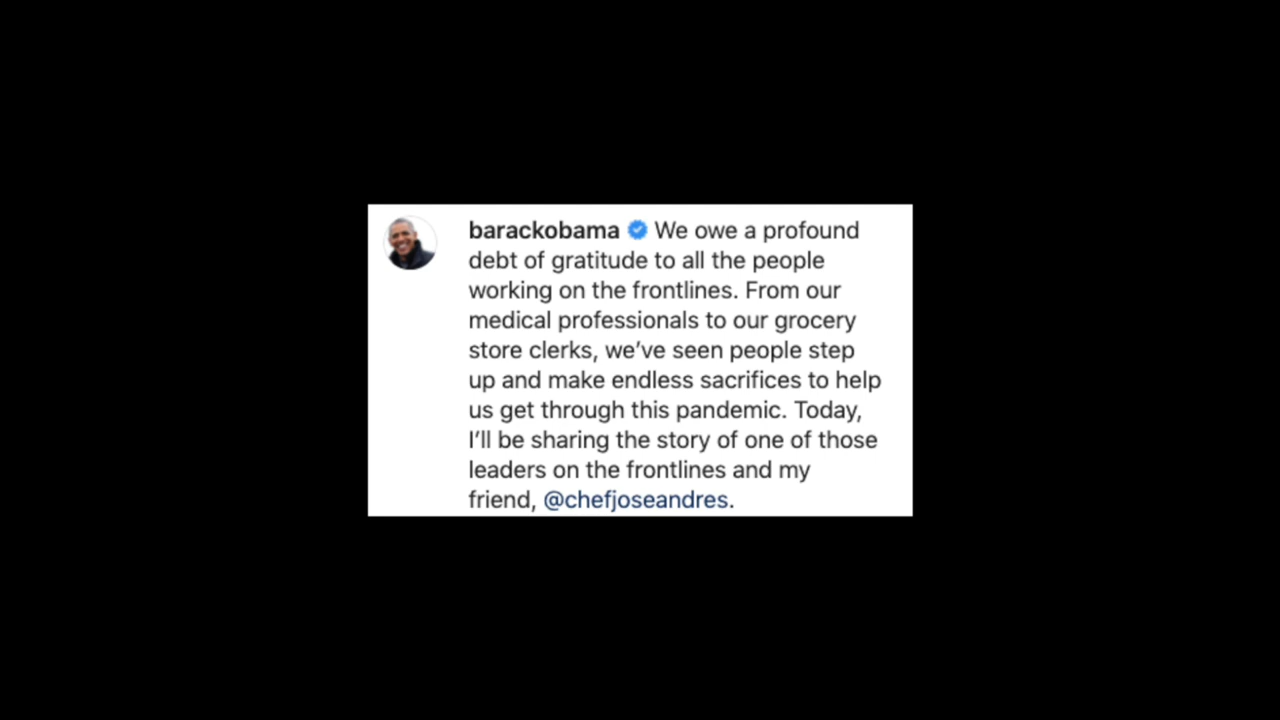 barackobama We owe a profound
debt of gratitude to all the people
working on the frontlines. From our
medical professionals to our grocery
store clerks, we’ve seen people step
up and make endless sacrifices to help
us get through this pandemic. Today,
I’ll be sharing the story of one of those
leaders on the frontlines and my
friend, @chefjoseandres.